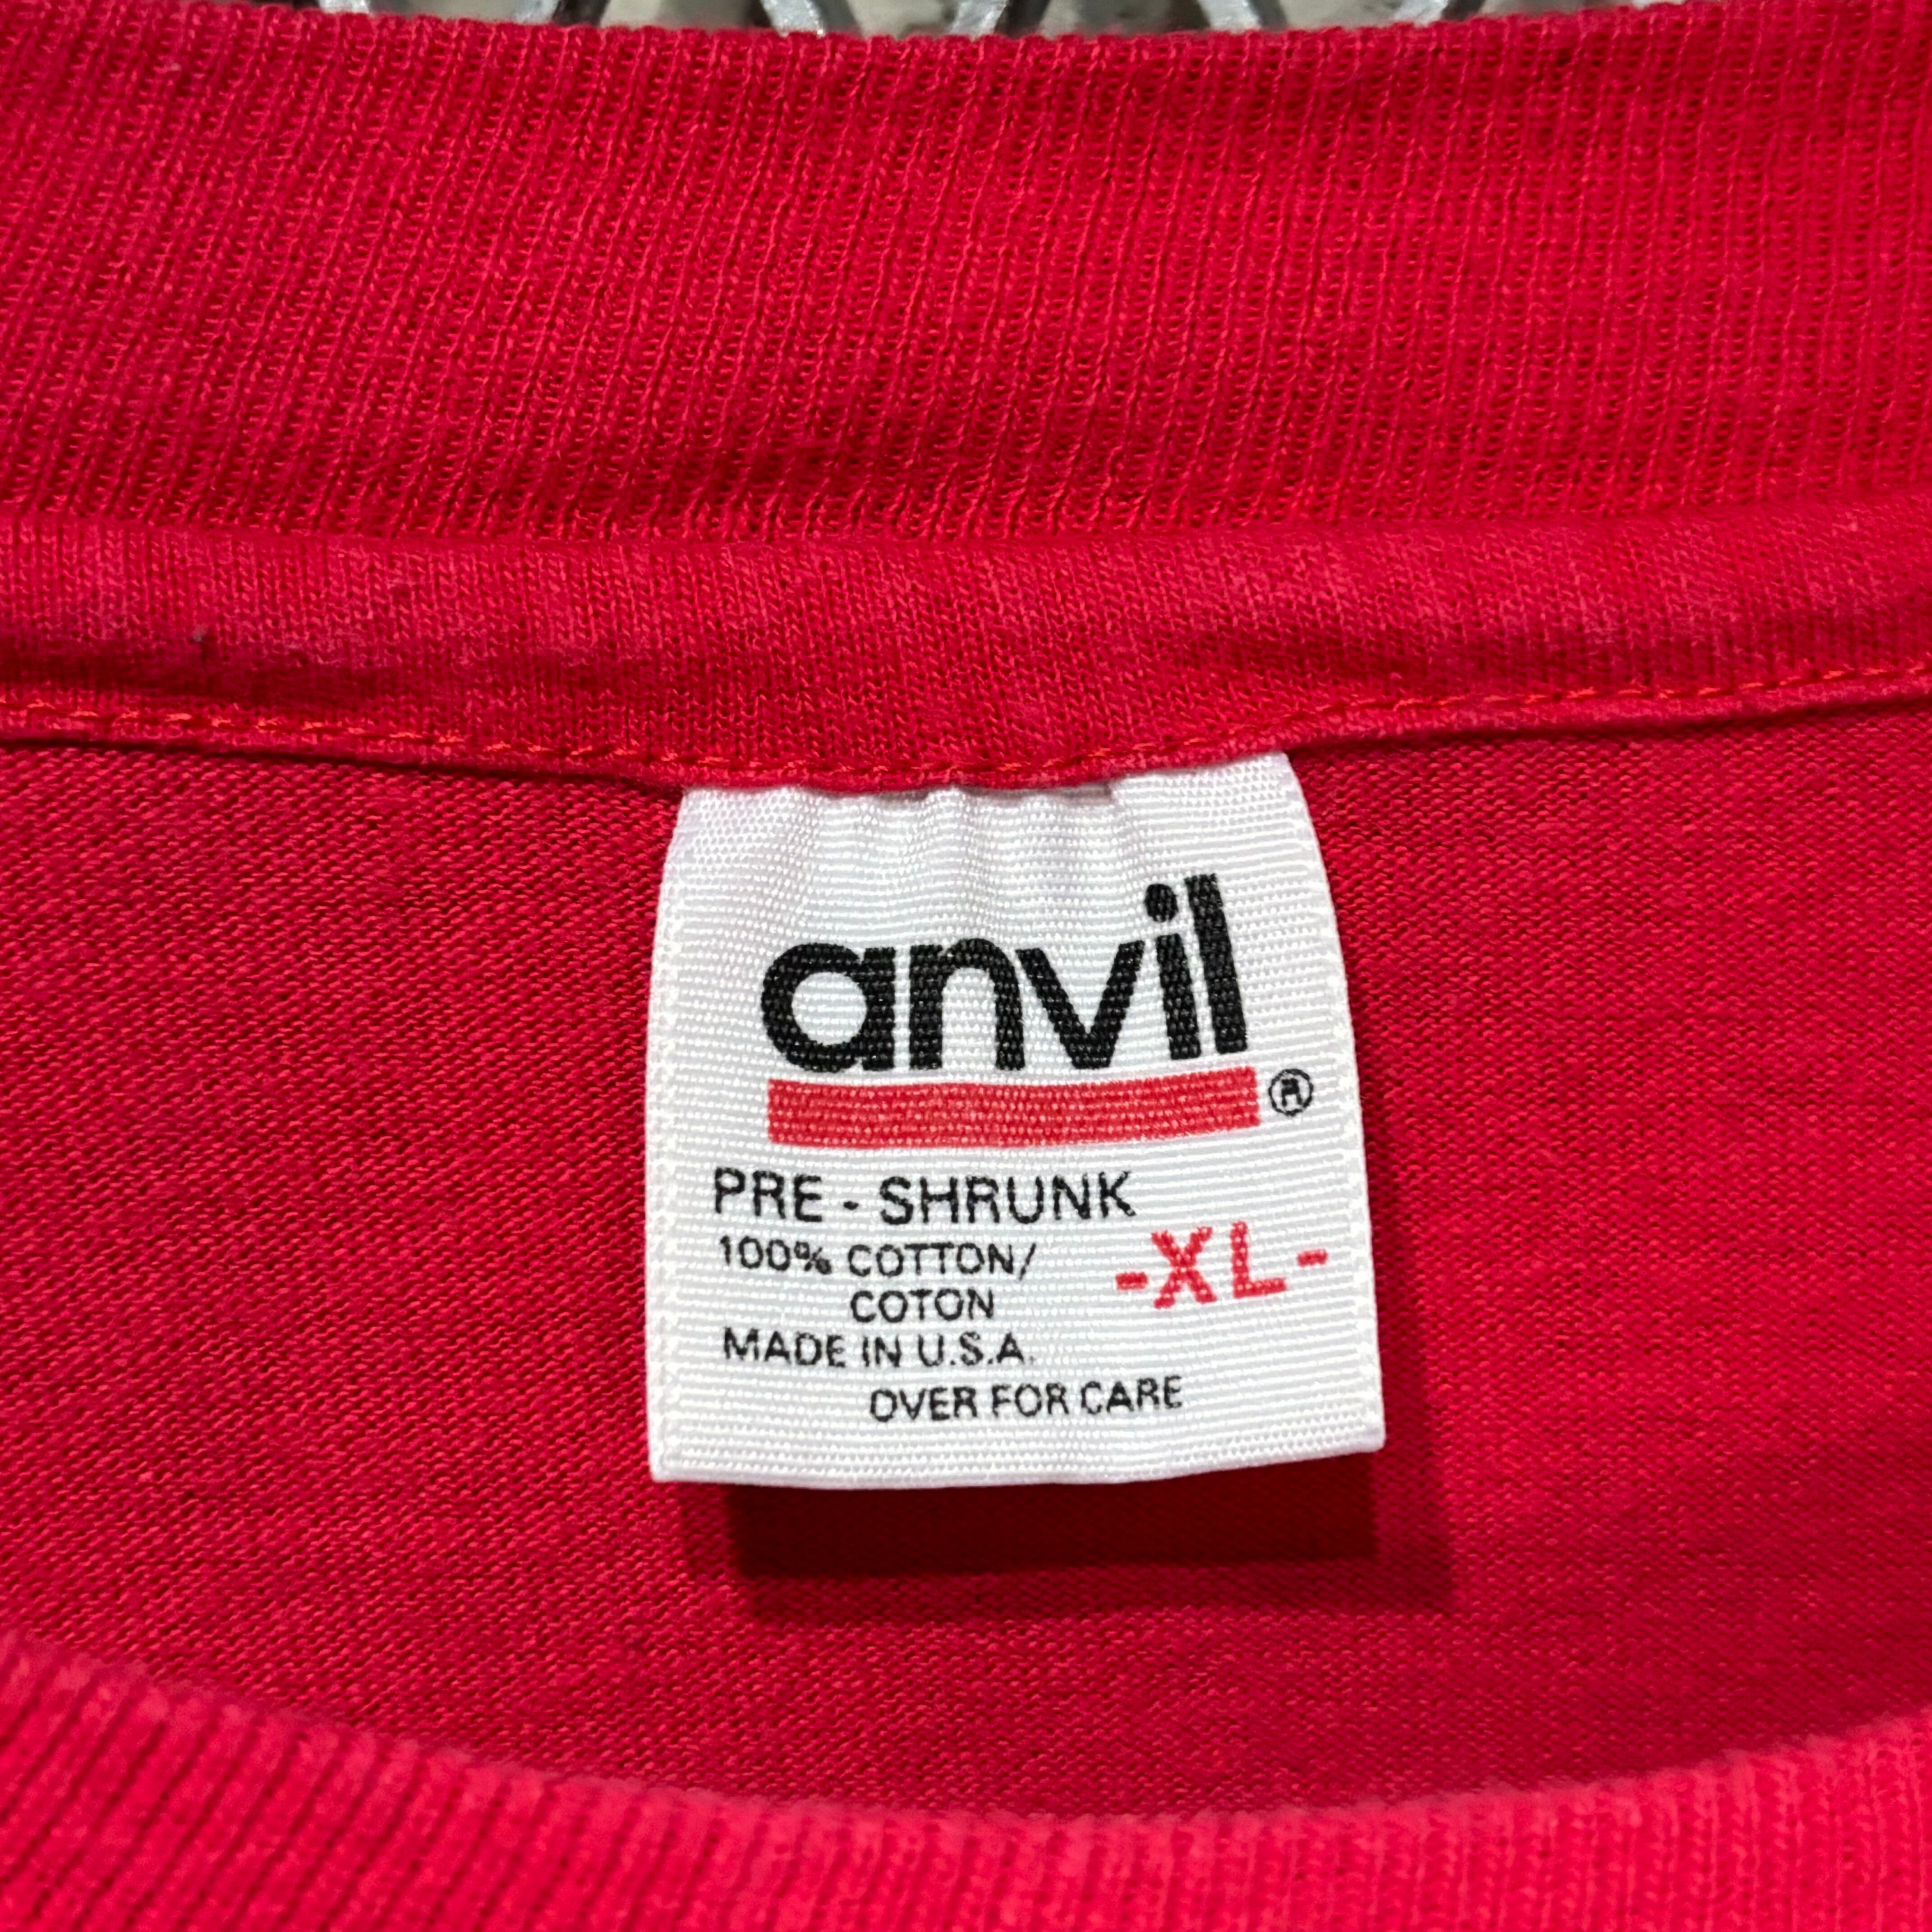 anvil®
PRE - SHRUNK
100% COTTON/
COTON
-XL-
MADE IN U.S.A.
OVER FOR CARE